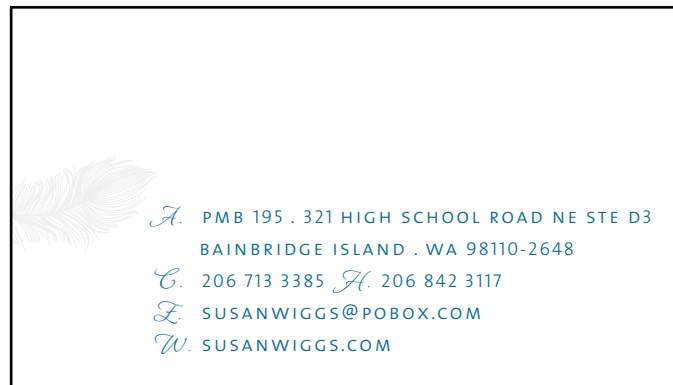 A. PMB 195 . 321 HIGH SCHOOL ROAD NE STE D3
BAINBRIDGE ISLAND . WA 98110-2648
C. 206 713 3385 H. 206 842 3117
E. SUSANWIGGS@POBOX.COM
W. SUSANWIGGS.COM